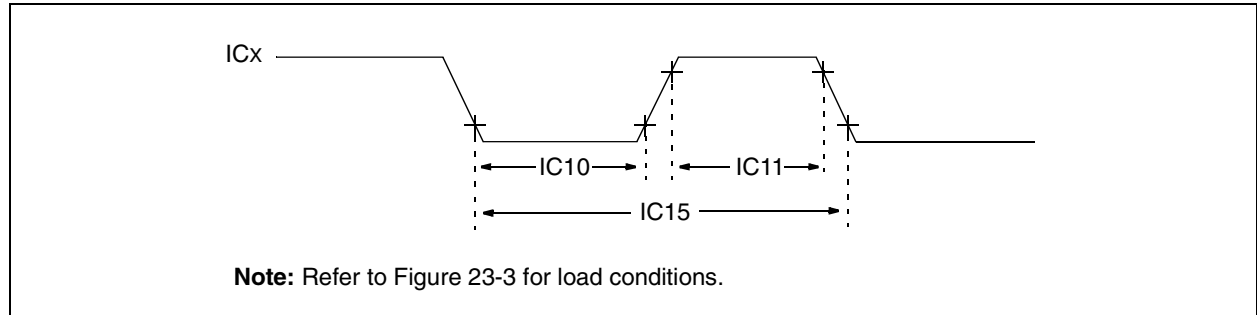 ICx
IC10
IC11
IC15
Note: Refer to Figure 23-3 for load conditions.